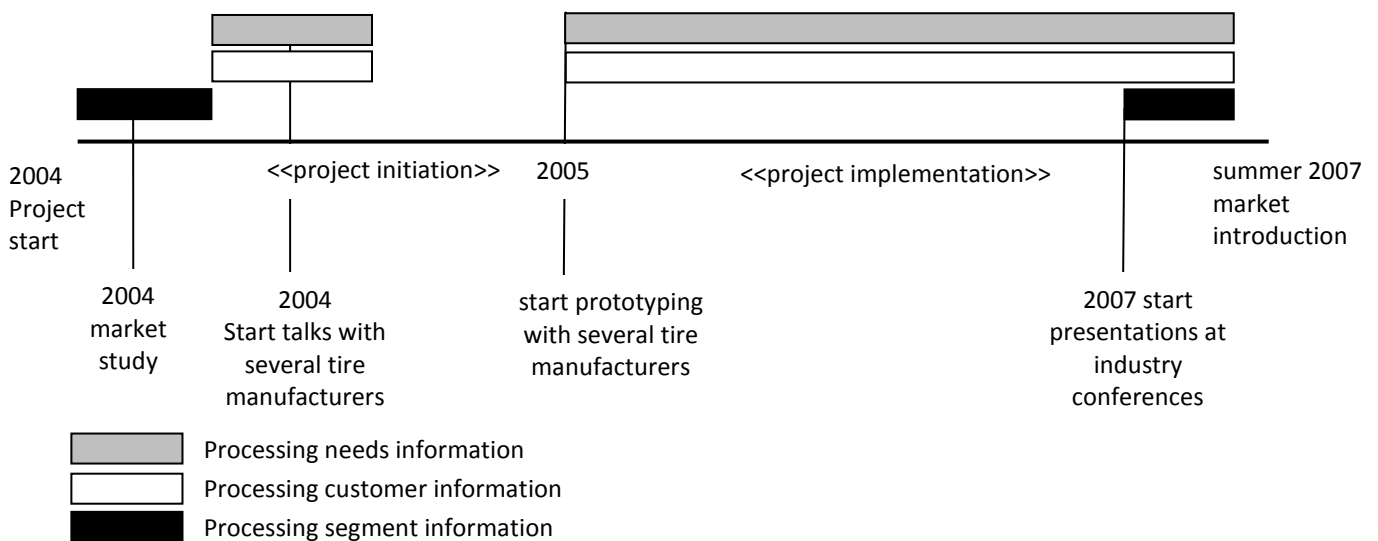 2004
Project
start
<<project initiation>>
2005
<<project implementation>>
summer 2007
market
introduction
2004
market
study
2004
Start talks with
several tire
manufacturers
start prototyping
with several tire
manufacturers
2007 start
presentations at
industry
conferences
Processing needs information
Processing customer information
Processing segment information